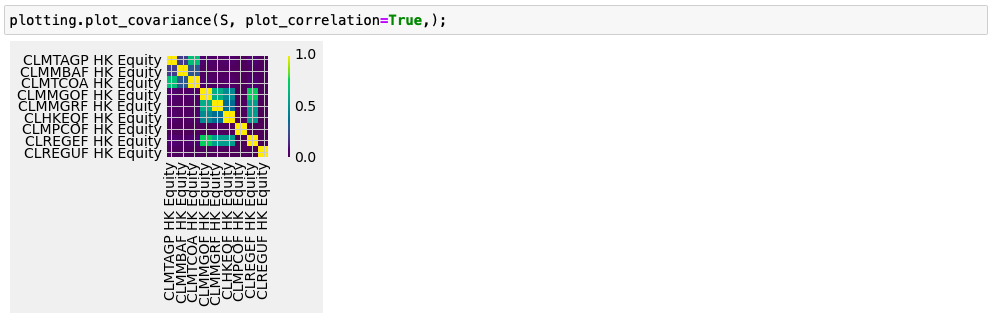 plotting.plot_covariance(S, plot_correlation=True,);
CLMTAGP HK Equity
CLMMBAF HK Equity
CLMTCOA HK Equity
CLMMGOF HK Equity
CLMMGRF HK Equity
CLHKEQF HK Equity
CLMPCOF HK Equity
CLREGEF HK Equity
CLREGUF HK Equity
1.0
0.5
0.0
CLMTAGP HK Equity
CLMMBAF HK Equity
CLMTCOA HK Equity
CLMMGOF HK Equity
CLMMGRF HK Equity
CLHKEQF HK Equity
CLMPCOF HK Equity
CLREGEF HK Equity
CLREGUF HK Equity